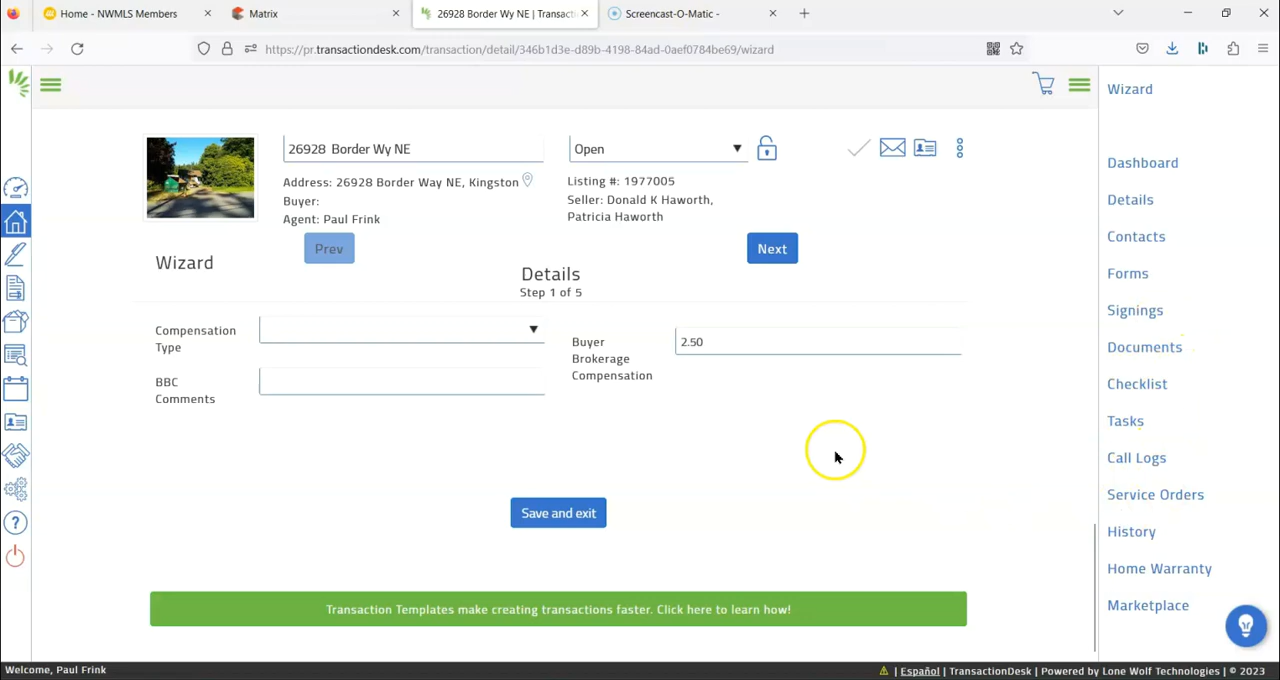 Home - NWMLS Members
Matrix
26928 Border Wy NE | Transacti
Screencast-O-Matic -
https://pr.transactiondesk.com/transaction/detail/346b1d3e-d89b-4198-84ad-0aef0784be69/wizard
26928 Border Wy NE
Open
Address: 26928 Border Way NE, Kingston
Buyer:
Agent: Paul Frink
Listing #: 1977005
Seller: Donald K Haworth,
Patricia Haworth
Prev
Next
Wizard
Details
Step 1 of 5
Compensation
Type
Buyer
Brokerage
Compensation
2.50
BBC
Comments
Save and exit
Transaction Templates make creating transactions faster. Click here to learn how!
Wizard
Dashboard
Details
Contacts
Forms
Signings
Documents
Checklist
Tasks
Call Logs
Service Orders
History
Home Warranty
Marketplace
Welcome, Paul Frink
| Español | TransactionDesk | Powered by Lone Wolf Technologies | © 2023